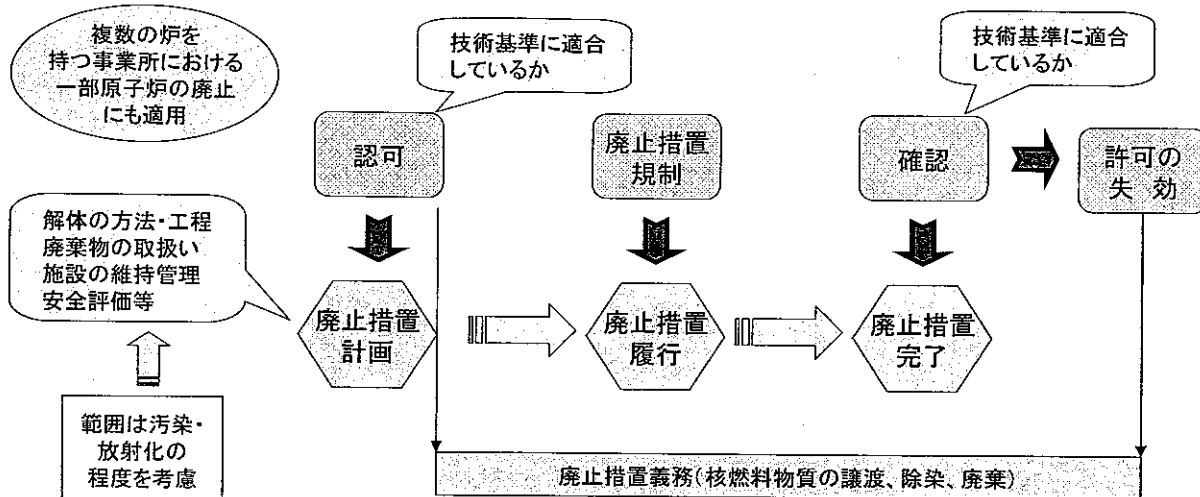 複数の炉を
持つ事業所における
一部原子炉の廃止
にも適用
技術基準に適合
しているか
技術基準に適合
しているか
認可
廃止措置
規制
確認
許可の
失 効
解体の方法・工程
廃棄物の取扱い
施設の維持管理
安全評価等
廃止措置
計画
廃止措置
履行
廃止措置
完了
範囲は汚染・
放射化の
程度を考慮
廃止措置義務(核燃料物質の譲渡、除染、廃棄)